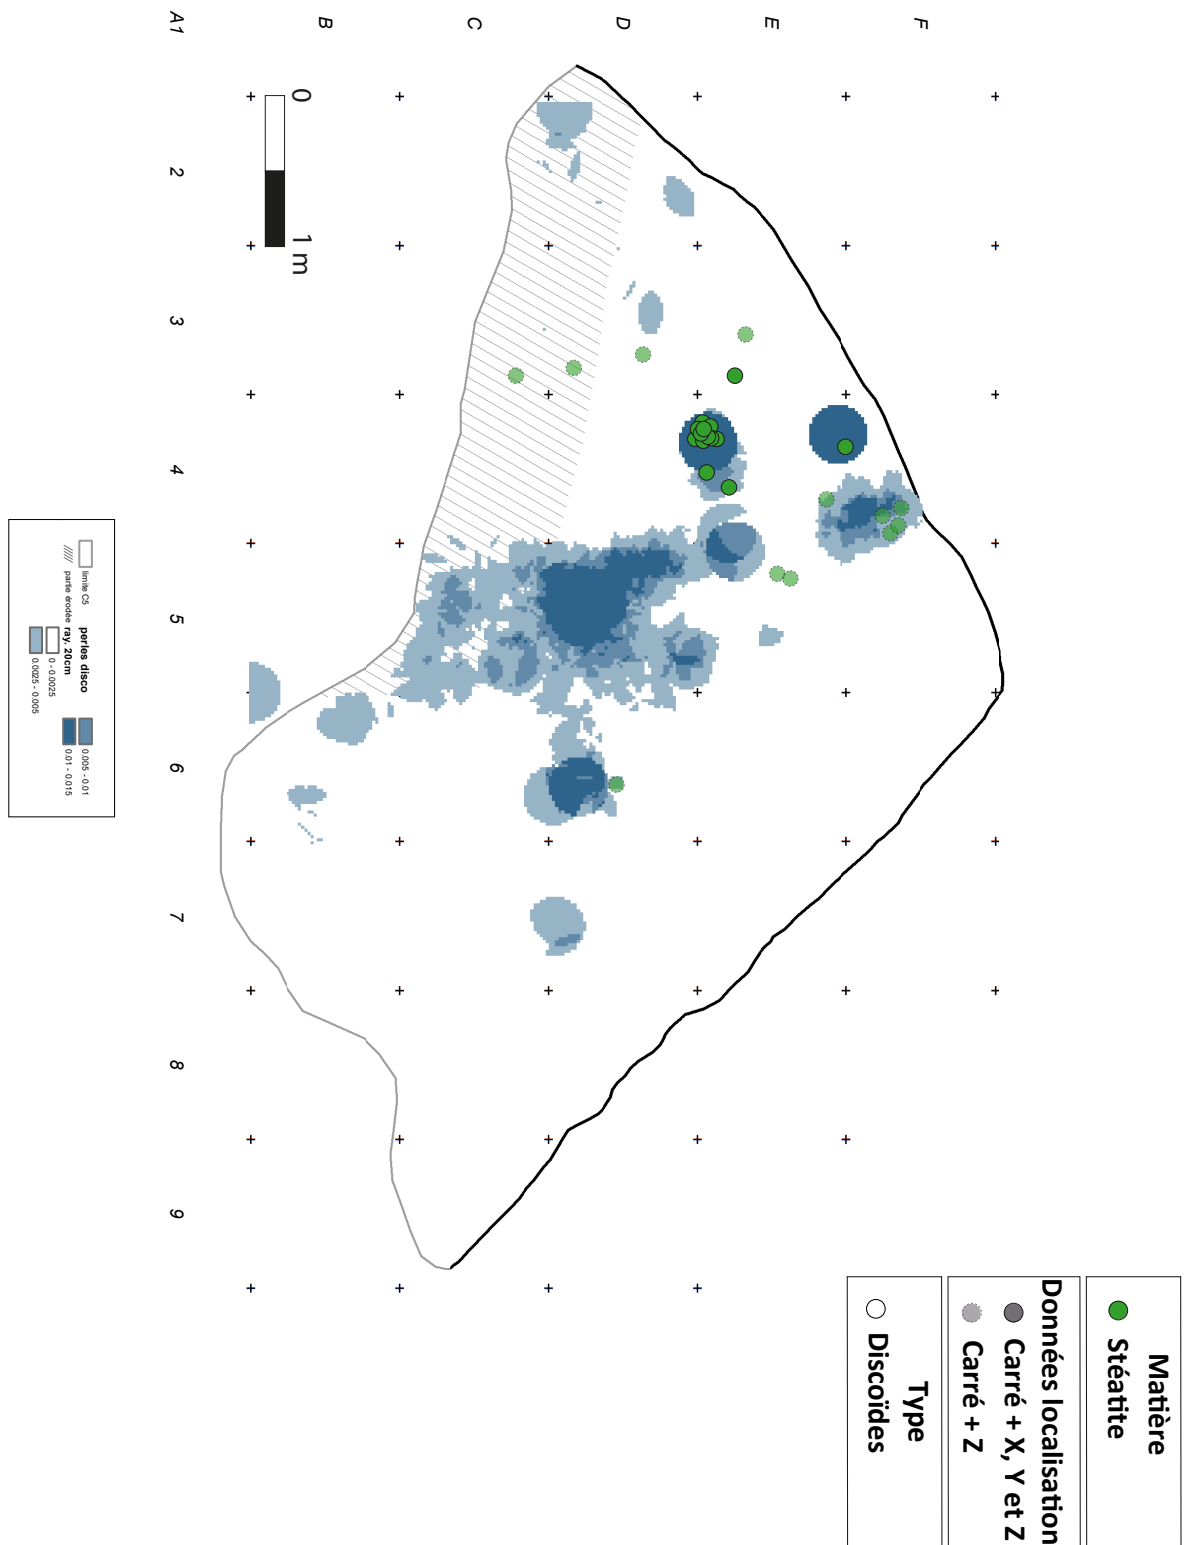 A1
B
C
D
E
F
2
3
4
5
6
7
8
9
0
1 m
Matière
Stéatite
Données localisation
Carré + X, Y et Z
Carré + Z
Type
Discoïdes
limite C5
partie érodée
perles disco
ray. 20cm
0 - 0.0025
0.0025 - 0.005
0.005 - 0.01
0.01 - 0.015